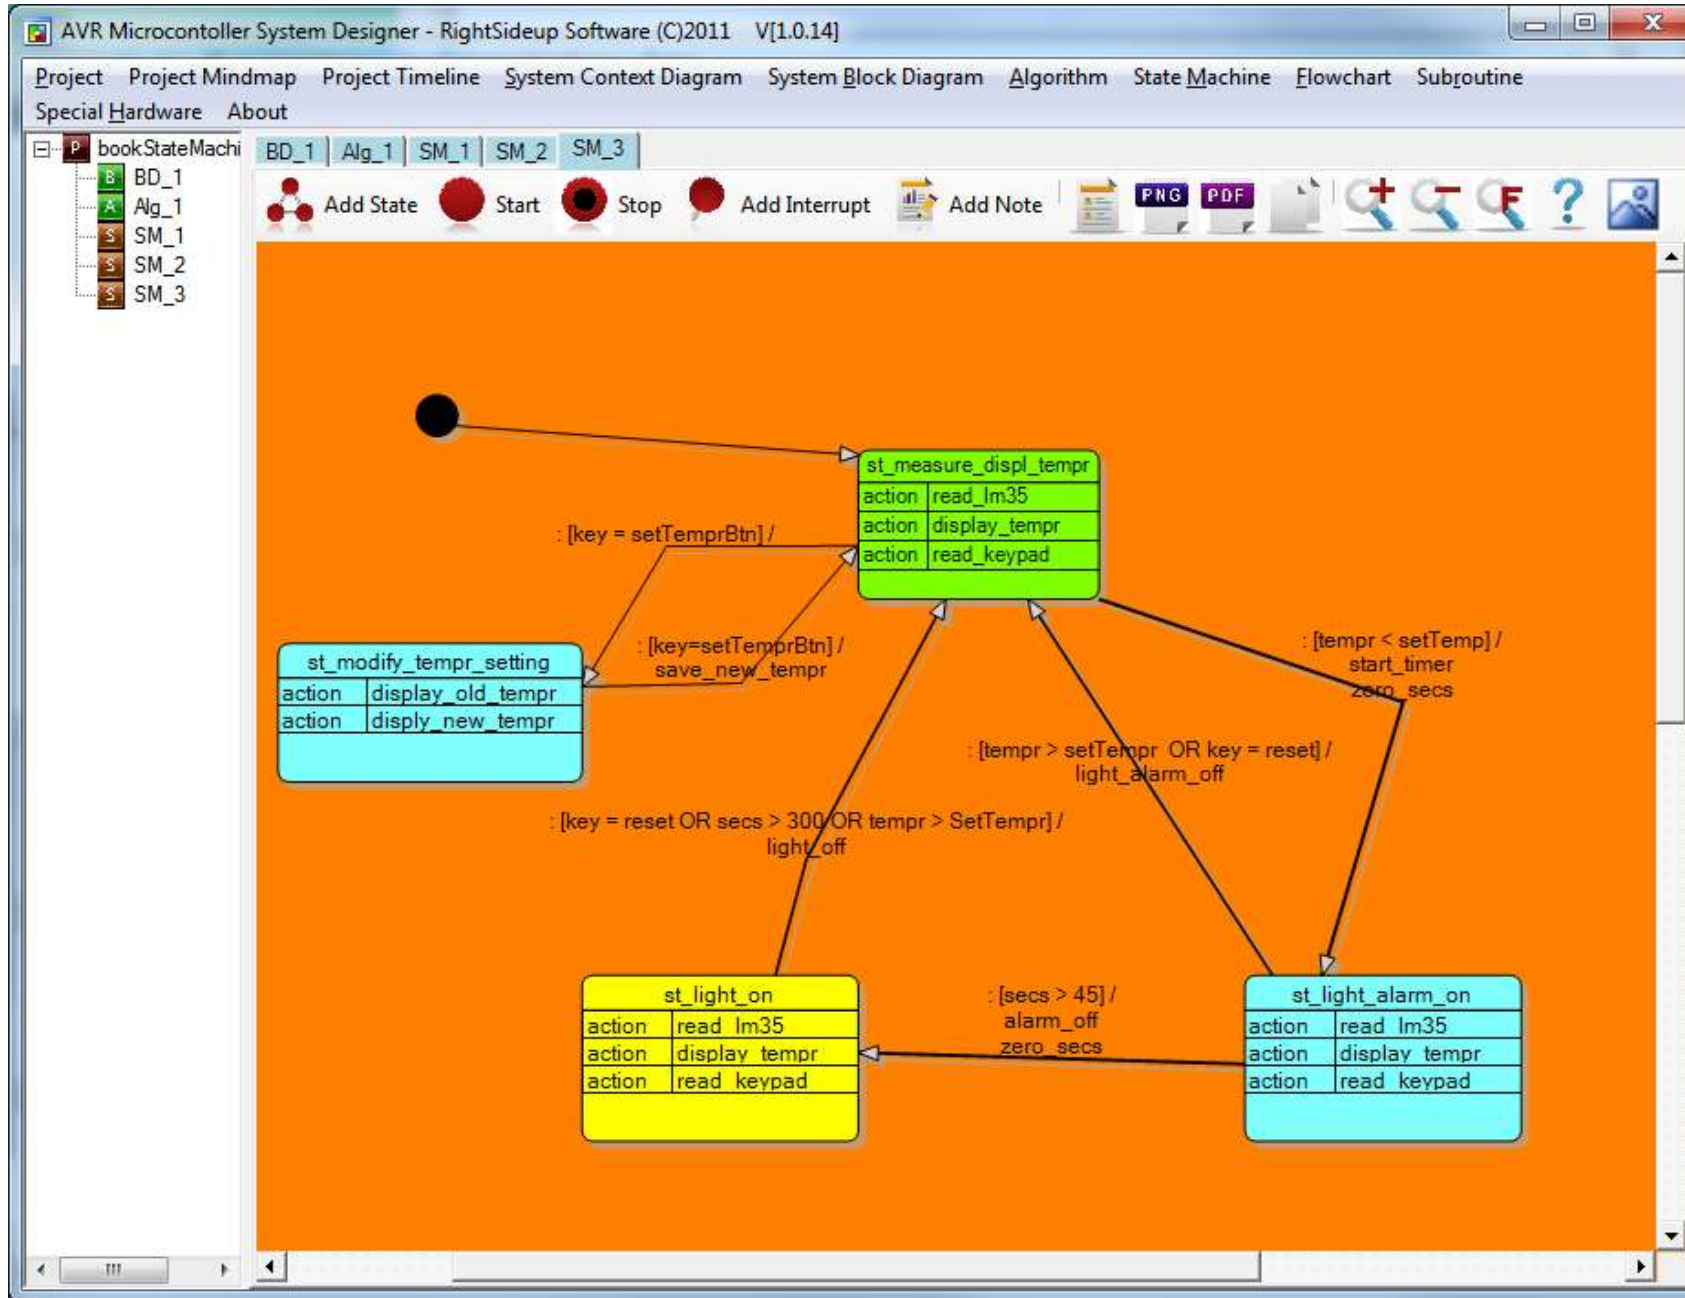 AVR Microcontoller System Designer - RightSideup Software (C)2011 V[1.0.14]
Project Project Mindmap Project Timeline System Context Diagram System Block Diagram Algorithm State Machine Flowchart Subroutine
Special Hardware About
P bookStateMachi
B BD_1
A Alg_1
S SM_1
S SM_2
S SM_3
BD_1 Alg_1 SM_1 SM_2 SM_3
Add State Start Stop Add Interrupt Add Note PNG PDF F ?
st_measure_displ_tempr
action read_lm35
action display_tempr
action read_keypad
: [key = setTemprBtn] /
: [key=setTemprBtn] /
save_new_tempr
st_modify_tempr_setting
action display_old_tempr
action disply_new_tempr
: [tempr < setTemp] /
start_timer
zero_secs
: [tempr > setTempr OR key = reset] /
light_alarm_off
: [key = reset OR secs > 300 OR tempr > SetTempr] /
light_off
st_light_on
action read_lm35
action display_tempr
action read_keypad
: [secs > 45] /
alarm_off
zero_secs
st_light_alarm_on
action read_lm35
action display_tempr
action read_keypad